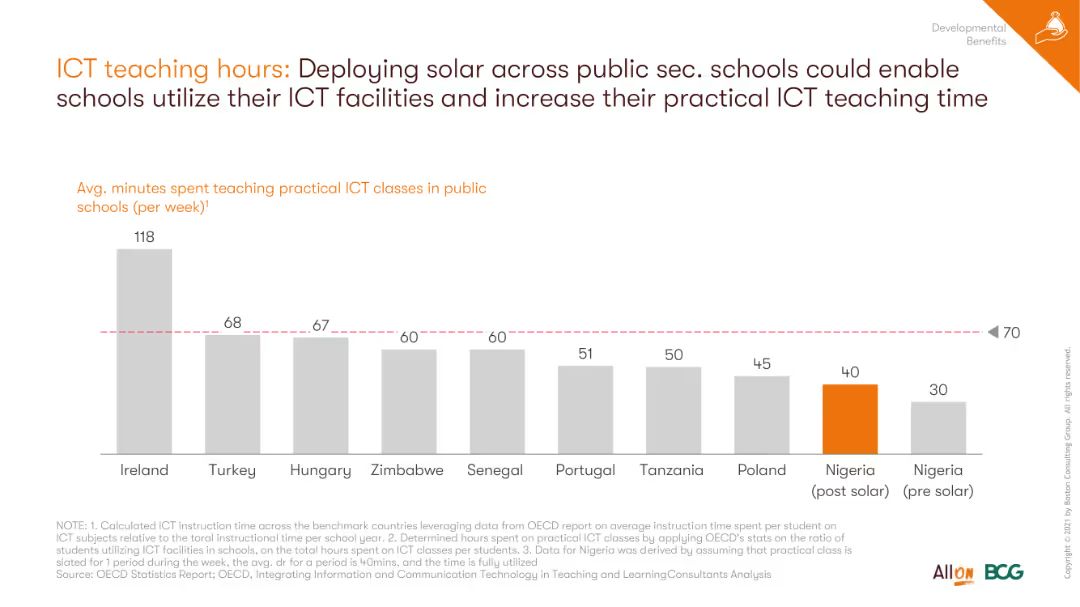 Developmental
Benefits
ICT teaching hours: Deploying solar across public sec. schools could enable
schools utilize their ICT facilities and increase their practical ICT teaching time
Avg. minutes spent teaching practical ICT classes in public
schools (per week)¹
118
68
67
60
60
51
50
45
40
30
70
Ireland
Turkey
Hungary
Zimbabwe
Senegal
Portugal
Tanzania
Poland
Nigeria
(post solar)
Nigeria
(pre solar)
NOTE: 1. Calculated ICT instruction time across the benchmark countries leveraging data from OECD report on average instruction time spent per student on
ICT subjects relative to the toral instructional time per school year. 2. Determined hours spent on practical ICT classes by applying OECD's stats on the ratio of
students utilizing ICT facilities in schools, on the total hours spent on ICT classes per students. 3. Data for Nigeria was derived by assuming that practical class is
slated for 1 period during the week, the avg. dr for a period is 40mins, and the time is fully utilized
Source: OECD Statistics Report; OECD, Integrating Information and Communication Technology in Teaching and LearningConsultants Analysis
All On
BCG
Copyright © 2021 by Boston Consulting Group. All rights reserved.